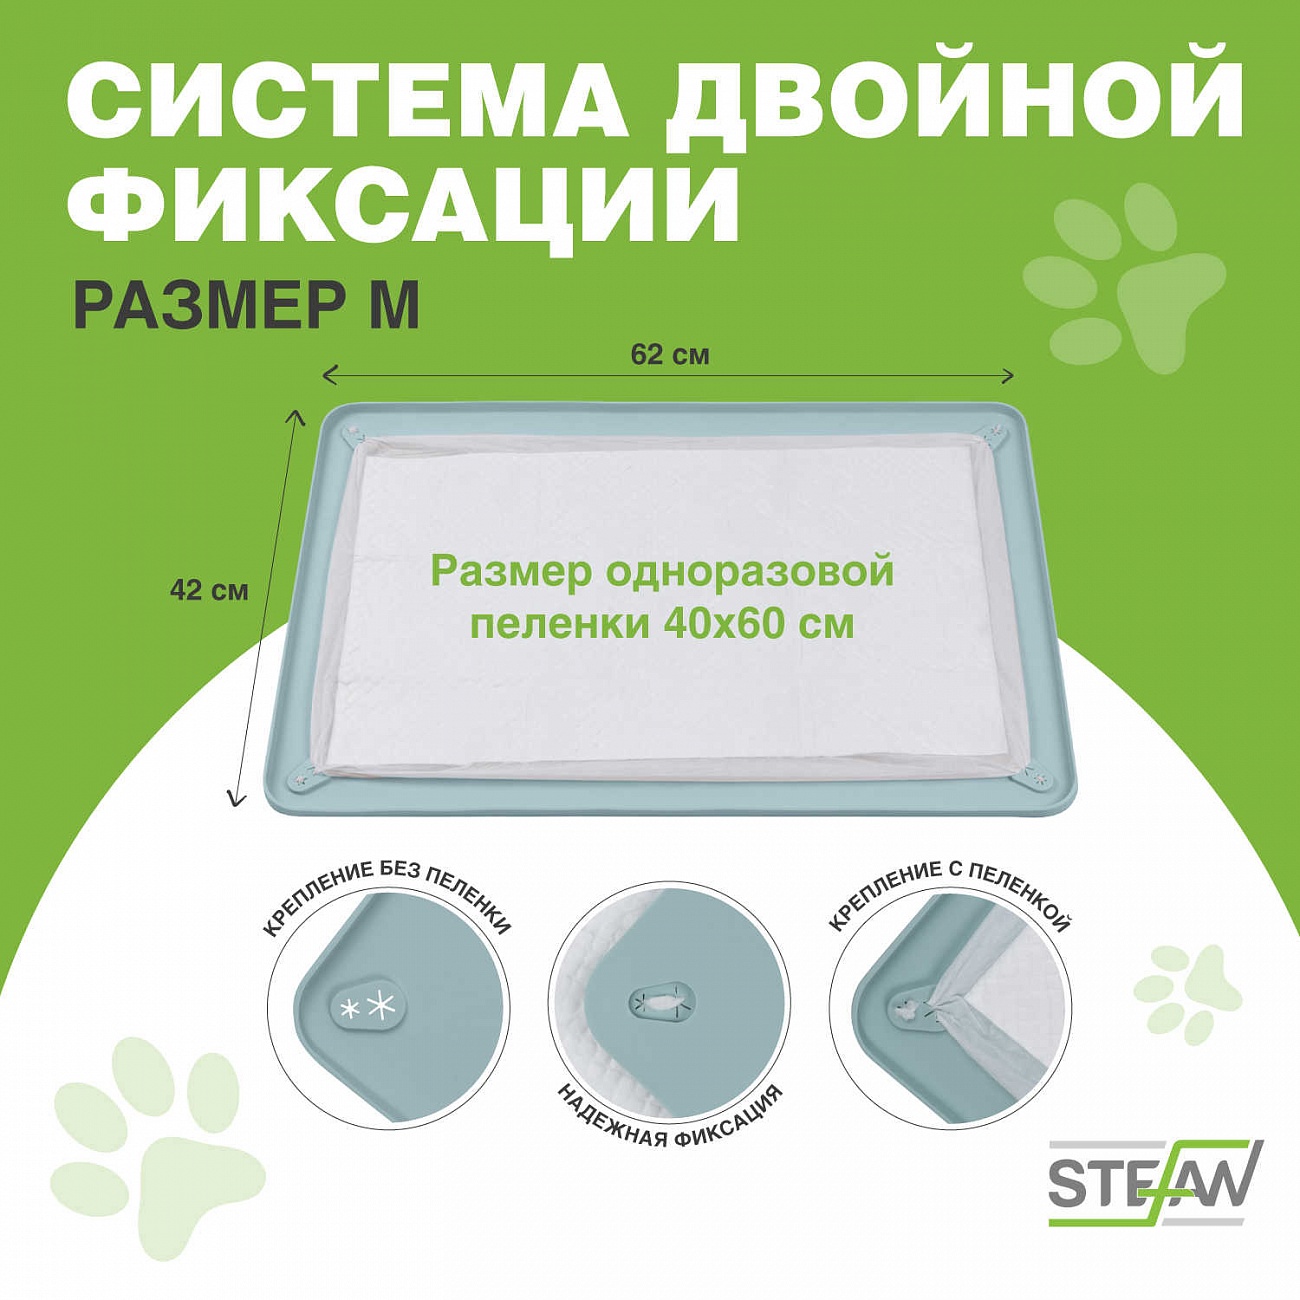 СИСТЕМА ДВОЙНОЙ
ФИКСАЦИИ
РАЗМЕР М
62 см
42 см
Размер одноразовой
пеленки 40х60 см
КРЕПЛЕНИЕ БЕЗ ПЕЛЕНКИ
НАДЕЖНАЯ ФИКСАЦИЯ
КРЕПЛЕНИЕ С ПЕЛЕНКОЙ
STEFAN